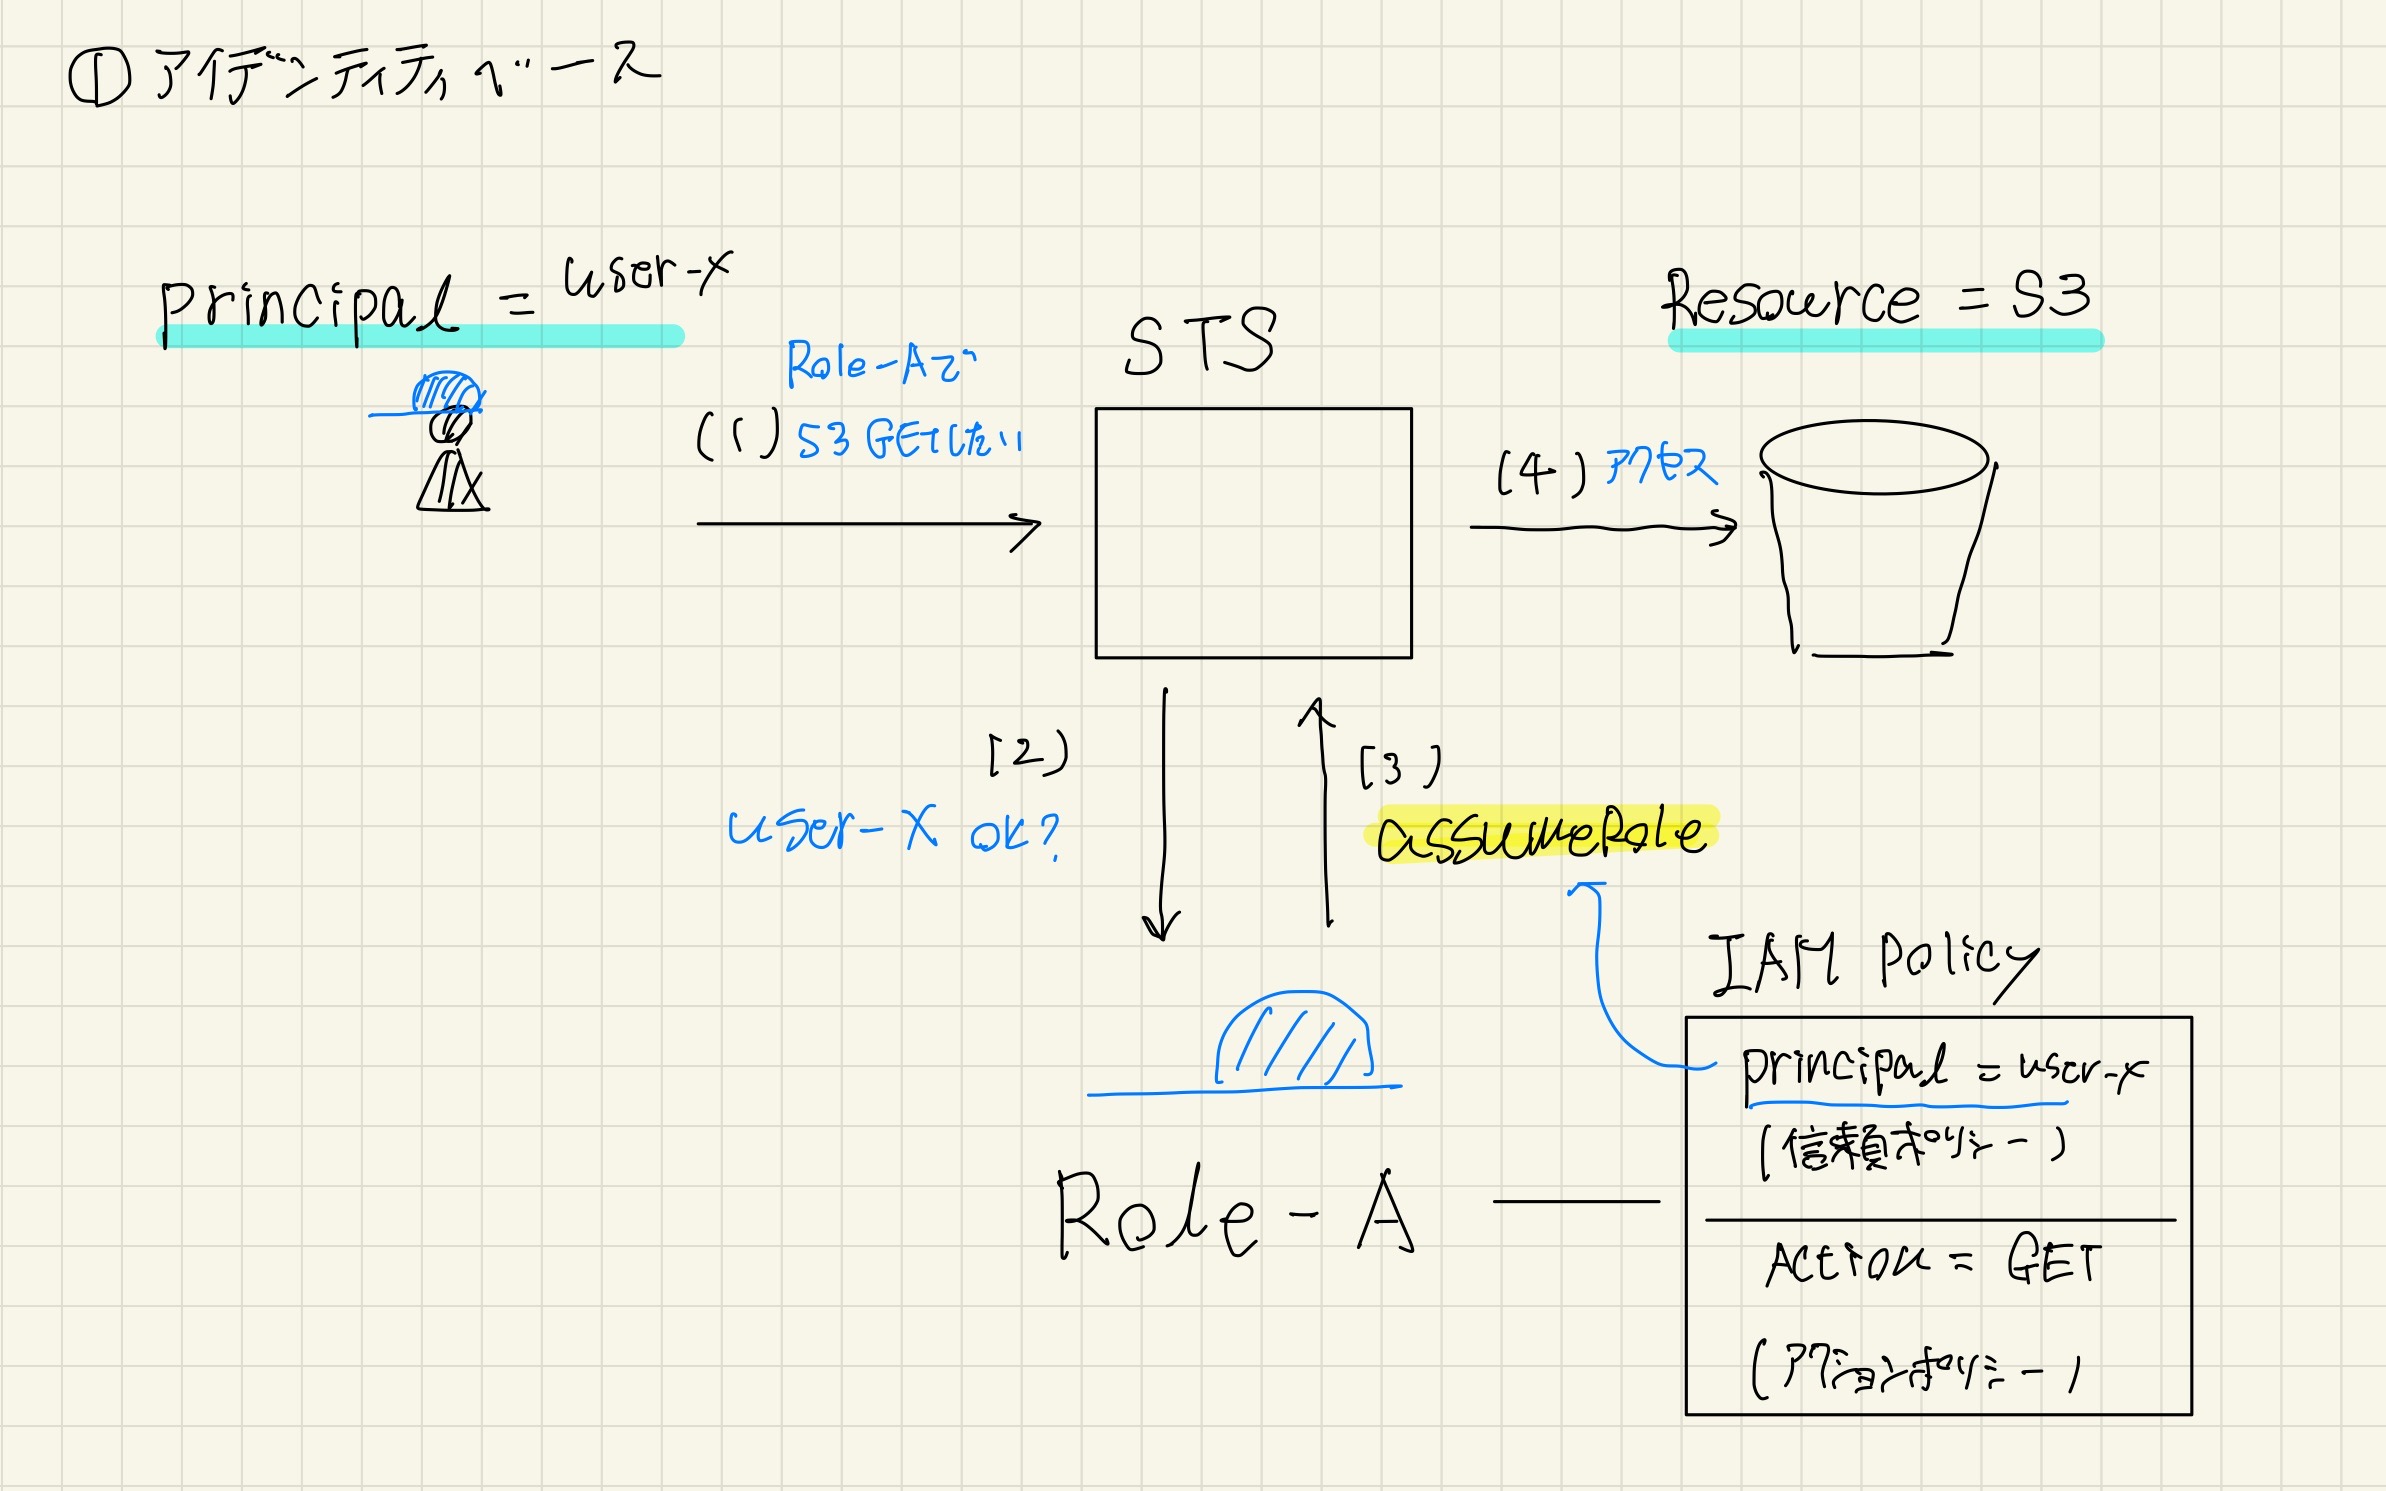 ① アイデンティティベース
principal = user-x
Resource = S3
STS
Role-Aで
(1) S3 GETしたい
(4) アクセス
(2)
user-X OK?
(3)
assumeRole
IAM policy
principal = user-x
(信頼ポリシー)
Role-A
Action = GET
(アクションポリシー)